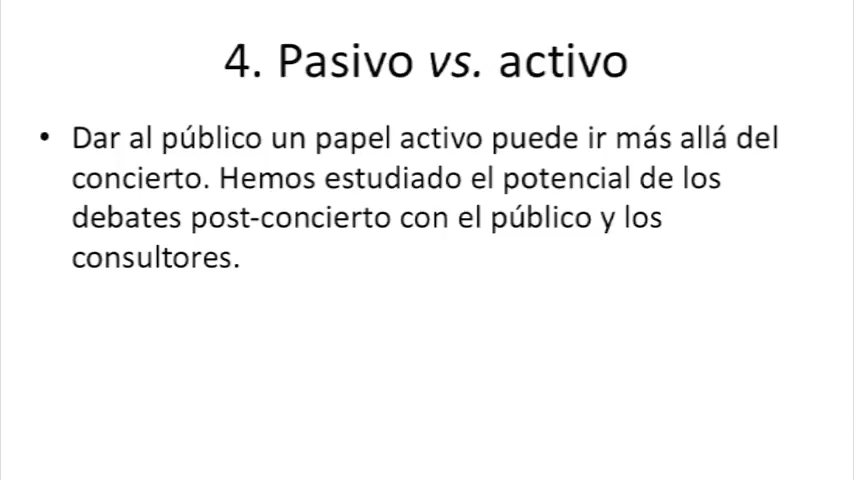 4. Pasivo vs. activo
• Dar al público un papel activo puede ir más allá del
concierto. Hemos estudiado el potencial de los
debates post-concierto con el público y los
consultores.